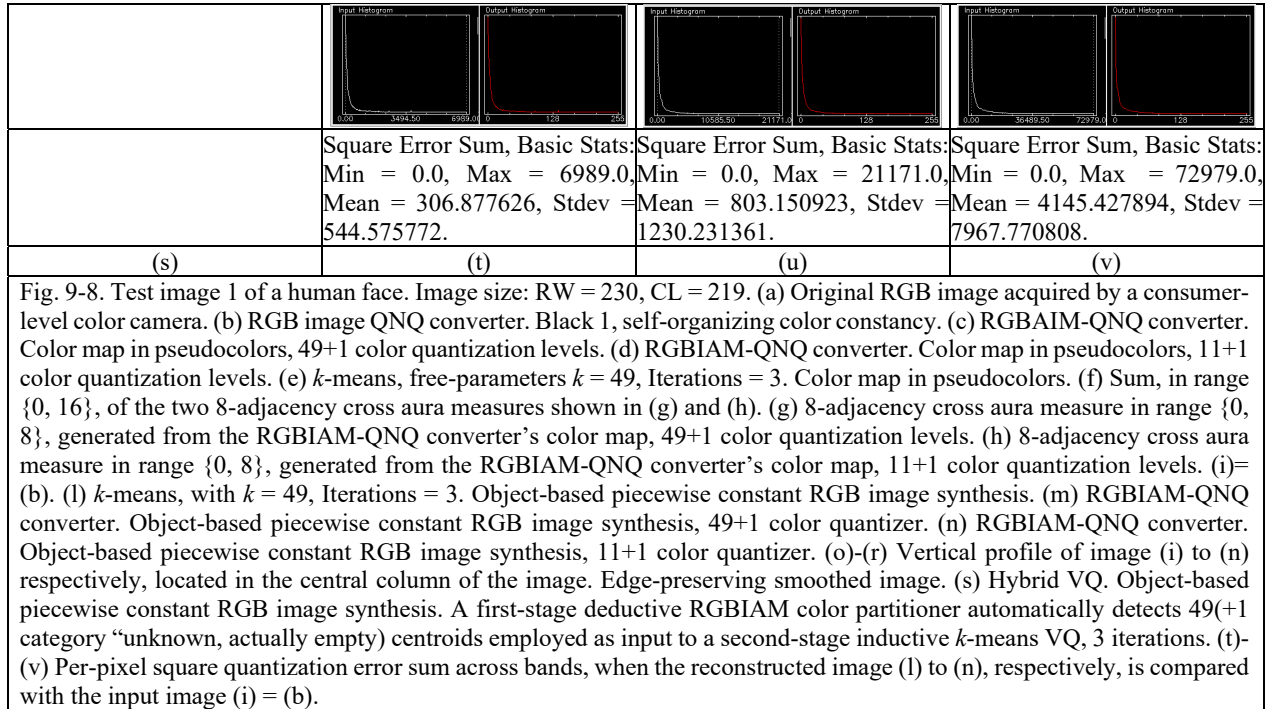 Input Histogram Output Histogram Input Histogram Output Histogram Input Histogram Output Histogram
0.00 3494.50 6989.0 0 128 255 0.00 10585.50 21171.0 0 128 255 0.00 36489.50 72979.0 0 128 255
Square Error Sum, Basic Stats: Square Error Sum, Basic Stats: Square Error Sum, Basic Stats:
Min = 0.0, Max = 6989.0, Min = 0.0, Max = 21171.0, Min = 0.0, Max = 72979.0,
Mean = 306.877626, Stdev = Mean = 803.150923, Stdev = Mean = 4145.427894, Stdev =
544.575772. 1230.231361. 7967.770808.
(s) (t) (u) (v)
Fig. 9-8. Test image 1 of a human face. Image size: RW = 230, CL = 219. (a) Original RGB image acquired by a consumer-
level color camera. (b) RGB image QNQ converter. Black 1, self-organizing color constancy. (c) RGBAIM-QNQ converter.
Color map in pseudocolors, 49+1 color quantization levels. (d) RGBIAM-QNQ converter. Color map in pseudocolors, 11+1
color quantization levels. (e) k-means, free-parameters k = 49, Iterations = 3. Color map in pseudocolors. (f) Sum, in range
{0, 16}, of the two 8-adjacency cross aura measures shown in (g) and (h). (g) 8-adjacency cross aura measure in range {0,
8}, generated from the RGBIAM-QNQ converter’s color map, 49+1 color quantization levels. (h) 8-adjacency cross aura
measure in range {0, 8}, generated from the RGBIAM-QNQ converter’s color map, 11+1 color quantization levels. (i)=
(b). (l) k-means, with k = 49, Iterations = 3. Object-based piecewise constant RGB image synthesis. (m) RGBIAM-QNQ
converter. Object-based piecewise constant RGB image synthesis, 49+1 color quantizer. (n) RGBIAM-QNQ converter.
Object-based piecewise constant RGB image synthesis, 11+1 color quantizer. (o)-(r) Vertical profile of image (i) to (n)
respectively, located in the central column of the image. Edge-preserving smoothed image. (s) Hybrid VQ. Object-based
piecewise constant RGB image synthesis. A first-stage deductive RGBIAM color partitioner automatically detects 49(+1
category “unknown, actually empty) centroids employed as input to a second-stage inductive k-means VQ, 3 iterations. (t)-
(v) Per-pixel square quantization error sum across bands, when the reconstructed image (l) to (n), respectively, is compared
with the input image (i) = (b).